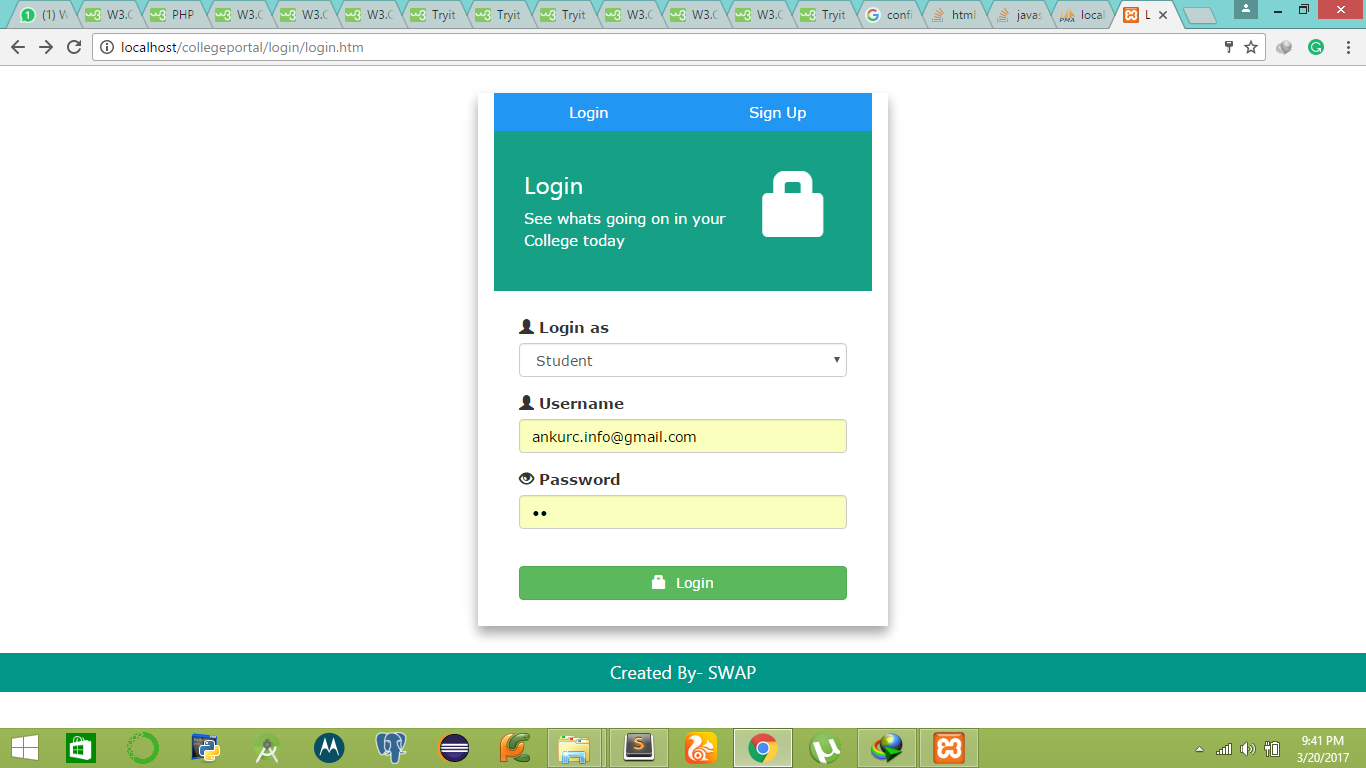 (1) W
W3.C
PHP
W3.C
W3.C
W3.C
Tryit
Tryit
Tryit
W3.C
W3.C
W3.C
Tryit
confi
html
javas
local
L
localhost/collegeportal/login/login.htm
Login
Sign Up
Login
See whats going on in your
College today
Login as
Student
Username
ankurc.info@gmail.com
Password
Login
Created By- SWAP
9:41 PM
3/20/2017